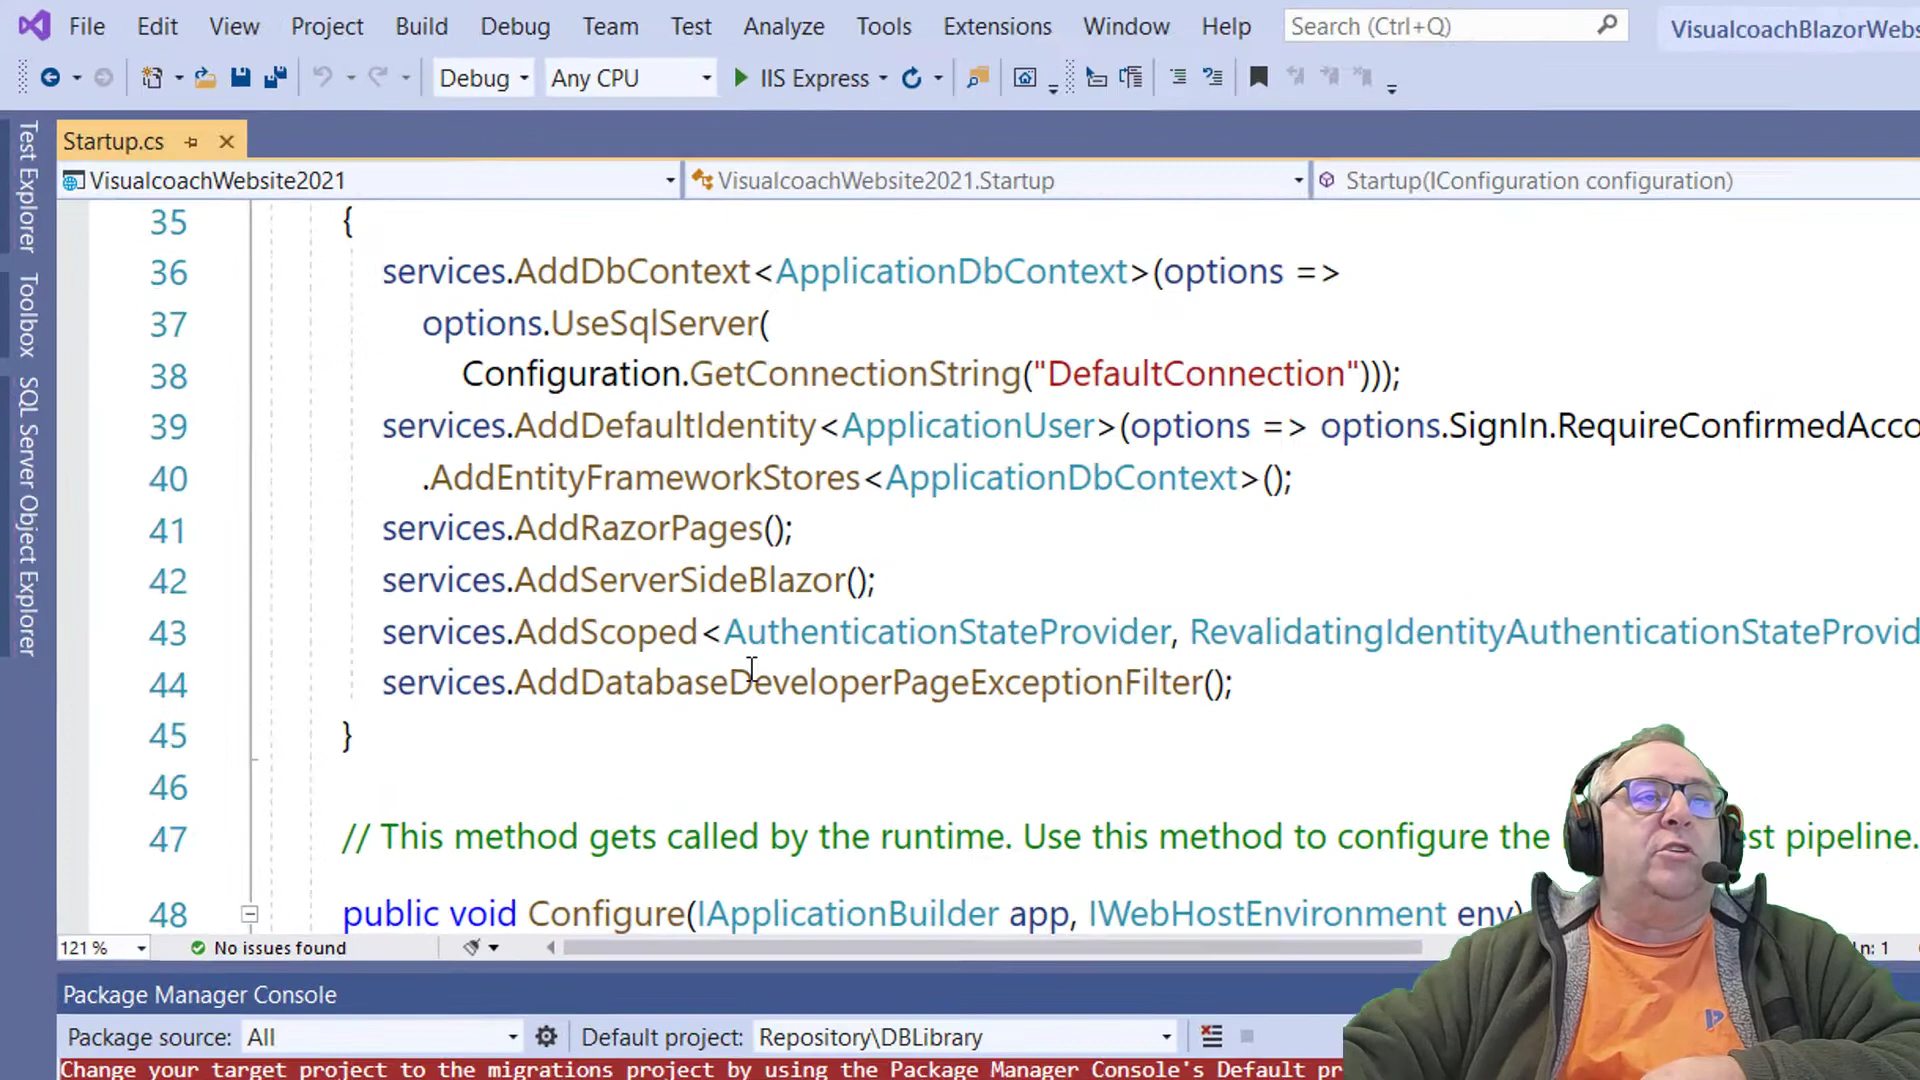 File Edit View Project Build Debug Team Test Analyze Tools Extensions Window Help Search (Ctrl+Q) VisualcoachBlazorWebs
Debug Any CPU IIS Express
Startup.cs
VisualcoachWebsite2021 VisualcoachWebsite2021.Startup Startup(IConfiguration configuration)
Test Explorer
Toolbox
SQL Server Object Explorer
35 {
36 services.AddDbContext<ApplicationDbContext>(options =>
37 options.UseSqlServer(
38 Configuration.GetConnectionString("DefaultConnection")));
39 services.AddDefaultIdentity<ApplicationUser>(options => options.SignIn.RequireConfirmedAcco
40 .AddEntityFrameworkStores<ApplicationDbContext>();
41 services.AddRazorPages();
42 services.AddServerSideBlazor();
43 services.AddScoped<AuthenticationStateProvider, RevalidatingIdentityAuthenticationStateProvid
44 services.AddDatabaseDeveloperPageExceptionFilter();
45 }
46
47 // This method gets called by the runtime. Use this method to configure the est pipeline.
48 public void Configure(IApplicationBuilder app, IWebHostEnvironment env)
121 % No issues found Ln: 1
Package Manager Console
Package source: All Default project: Repository\DBLibrary
Change your target project to the migrations project by using the Package Manager Console's Default pr